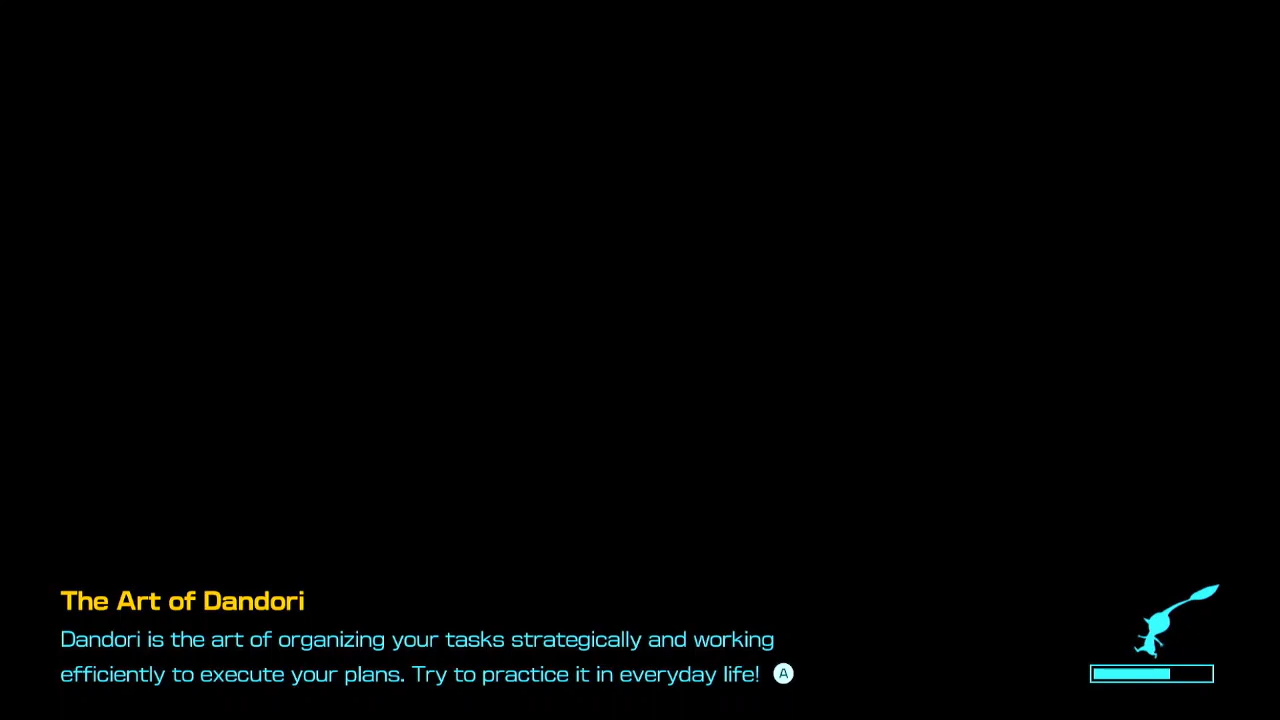 The Art of Dandori
Dandori is the art of organizing your tasks strategically and working
efficiently to execute your plans. Try to practice it in everyday life! A